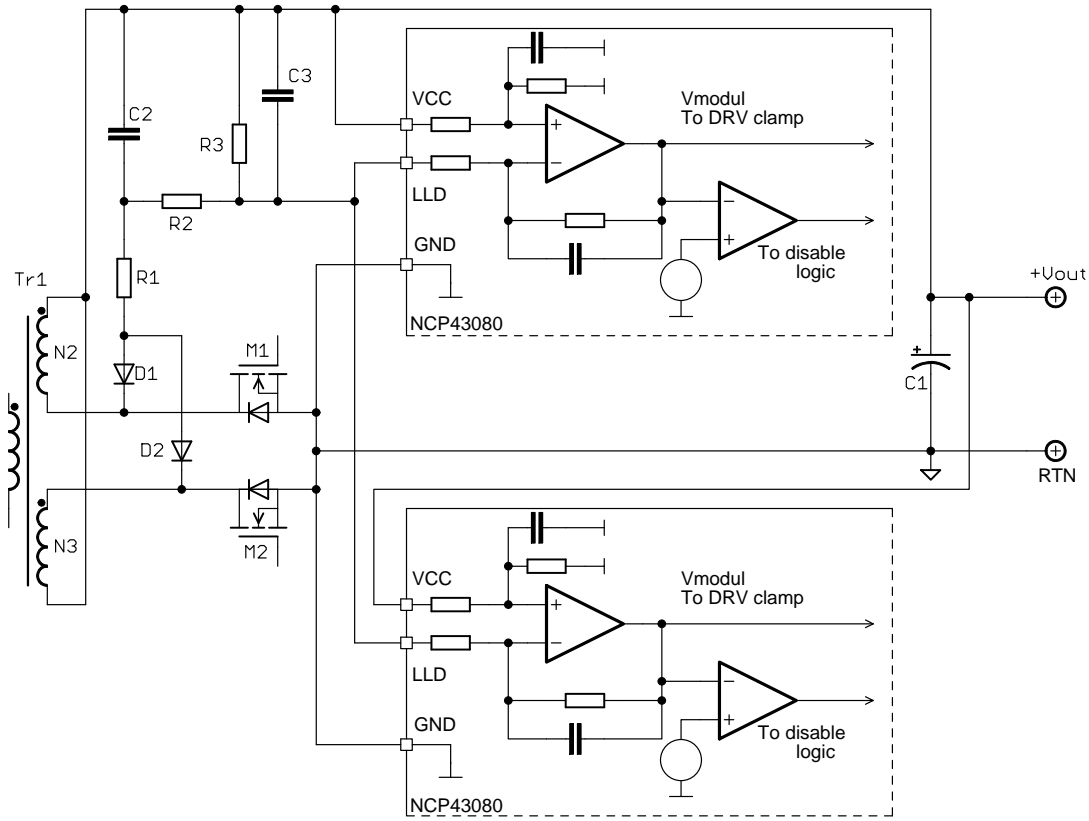 C2
R3
C3
VCC
Vmodul
To DRV clamp
LLD
R2
GND
To disable
logic
R1
Tr1
+Vout
NCP43080
N2
M1
D1
C1
D2
RTN
N3
M2
VCC
Vmodul
To DRV clamp
LLD
GND
To disable
logic
NCP43080